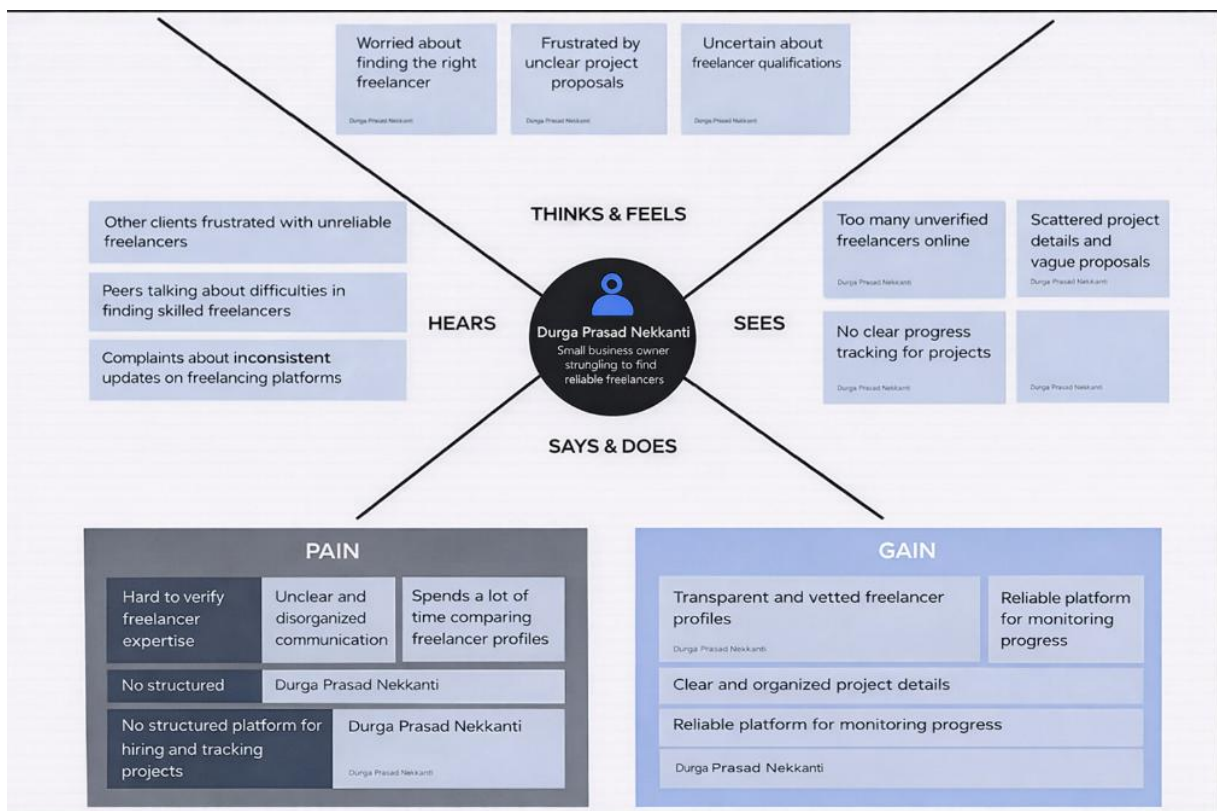 Worried about
finding the right
freelancer
Durga Prasad Nekkanti
Frustrated by
unclear project
proposals
Durga Prasad Nekkanti
Uncertain about
freelancer qualifications
Durga Prasad Nekkanti
THINKS & FEELS
Other clients frustrated with unreliable
freelancers
Peers talking about difficulties in
finding skilled freelancers
Complaints about inconsistent
updates on freelancing platforms
HEARS
Durga Prasad Nekkanti
Small business owner
strungling to find
reliable freelancers
SEES
Too many unverified
freelancers online
Durga Prasad Nekkanti
Scattered project
details and
vague proposals
Durga Prasad Nekkanti
No clear progress
tracking for projects
Durga Prasad Nekkanti
Durga Prasad Nekkanti
SAYS & DOES
PAIN
Hard to verify
freelancer
expertise
Unclear and
disorganized
communication
Spends a lot of
time comparing
freelancer profiles
No structured
Durga Prasad Nekkanti
No structured platform for
hiring and tracking
projects
Durga Prasad Nekkanti
Durga Prasad Nekkanti
GAIN
Transparent and vetted freelancer
profiles
Durga Prasad Nekkanti
Reliable platform
for monitoring
progress
Clear and organized project details
Reliable platform for monitoring progress
Durga Prasad Nekkanti